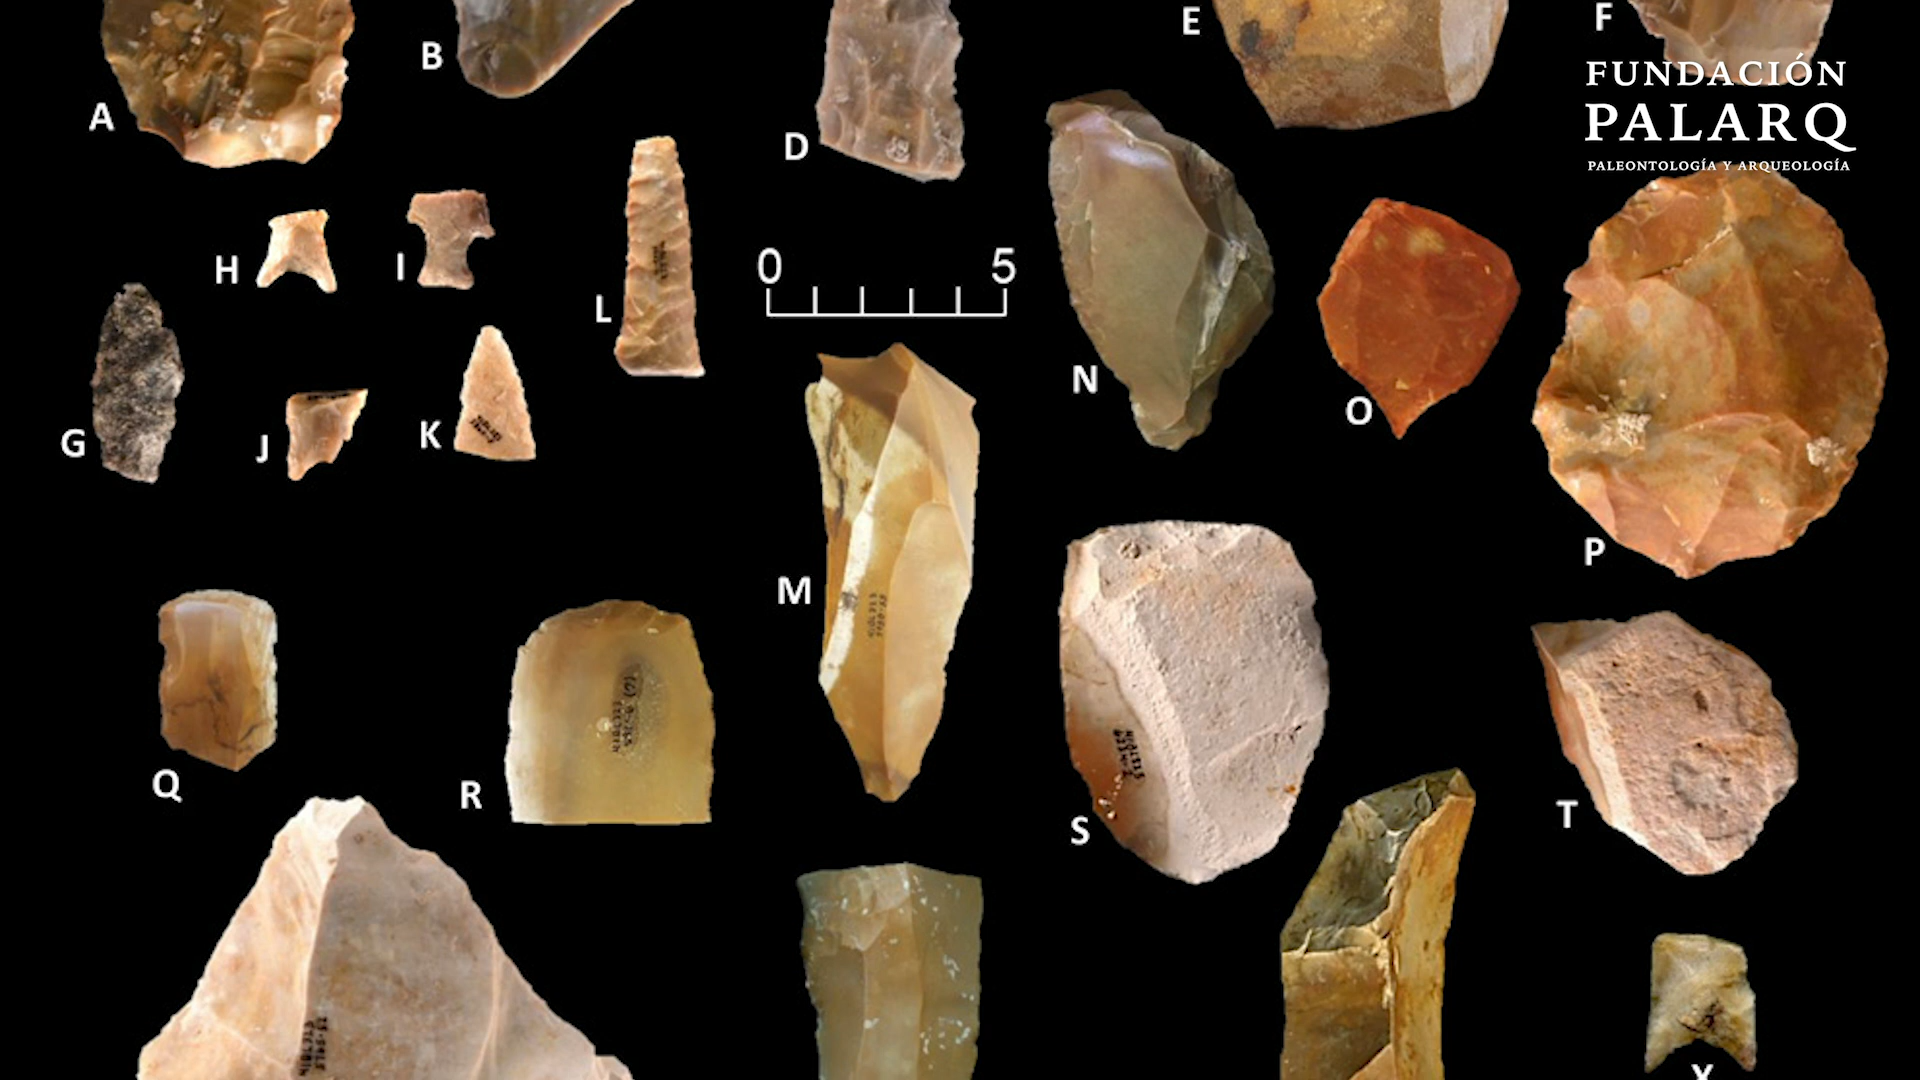 A
B
D
E
F
FUNDACIÓN
PALARQ
PALEONTOLOGÍA Y ARQUEOLOGÍA
G
H
I
J
K
L
0 5
M
N
O
P
Q
R
S
T
X